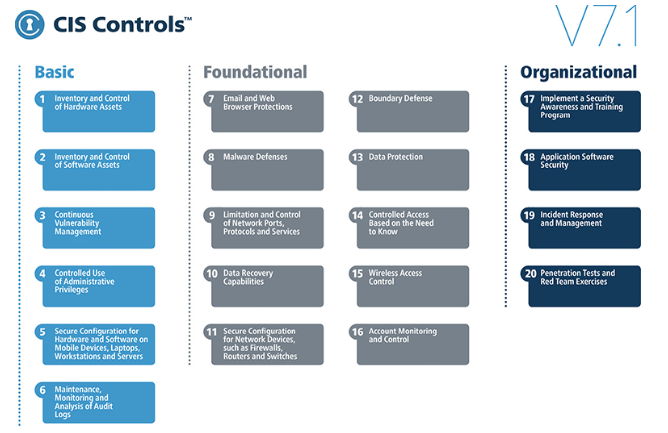 CIS Controls™
V7.1
Basic
1 Inventory and Control
of Hardware Assets
2 Inventory and Control
of Software Assets
3 Continuous
Vulnerability
Management
4 Controlled Use
of Administrative
Privileges
5 Secure Configuration for
Hardware and Software on
Mobile Devices, Laptops,
Workstations and Servers
6 Maintenance,
Monitoring and
Analysis of Audit
Logs
Foundational
7 Email and Web
Browser Protections
8 Malware Defenses
9 Limitation and Control
of Network Ports,
Protocols and Services
10 Data Recovery
Capabilities
11 Secure Configuration
for Network Devices,
such as Firewalls,
Routers and Switches
12 Boundary Defense
13 Data Protection
14 Controlled Access
Based on the Need
to Know
15 Wireless Access
Control
16 Account Monitoring
and Control
Organizational
17 Implement a Security
Awareness and Training
Program
18 Application Software
Security
19 Incident Response
and Management
20 Penetration Tests and
Red Team Exercises